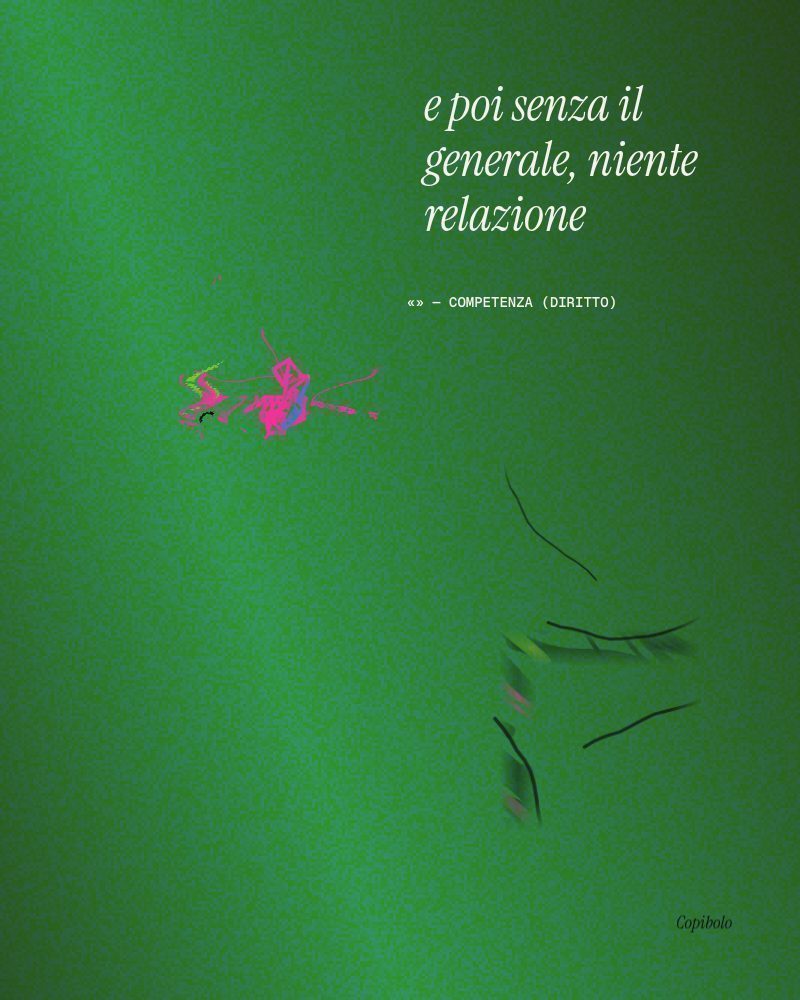 e poi senza il
generale, niente
relazione
«» — COMPETENZA (DIRITTO)
Copibolo